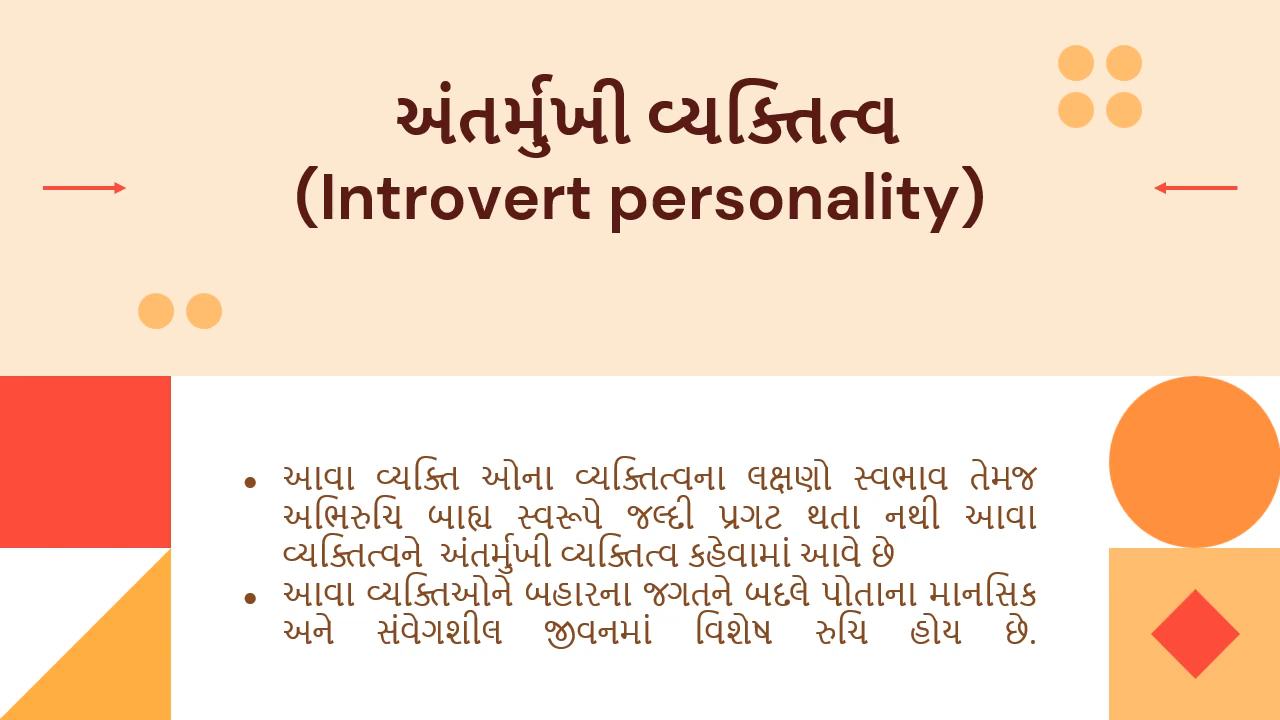 અંતર્મુખી વ્યક્તિત્વ
(Introvert personality)
• આવા વ્યક્તિ ઓના વ્યક્તિત્વના લક્ષણો સ્વભાવ તેમજ
અભિરુચિ બાહ્ય સ્વરૂપે જલ્દી પ્રગટ થતા નથી આવા
વ્યક્તિત્વને અંતર્મુખી વ્યક્તિત્વ કહેવામાં આવે છે
• આવા વ્યક્તિઓને બહારના જગતને બદલે પોતાના માનસિક
અને સંવેગશીલ જીવનમાં વિશેષ રુચિ હોય છે.